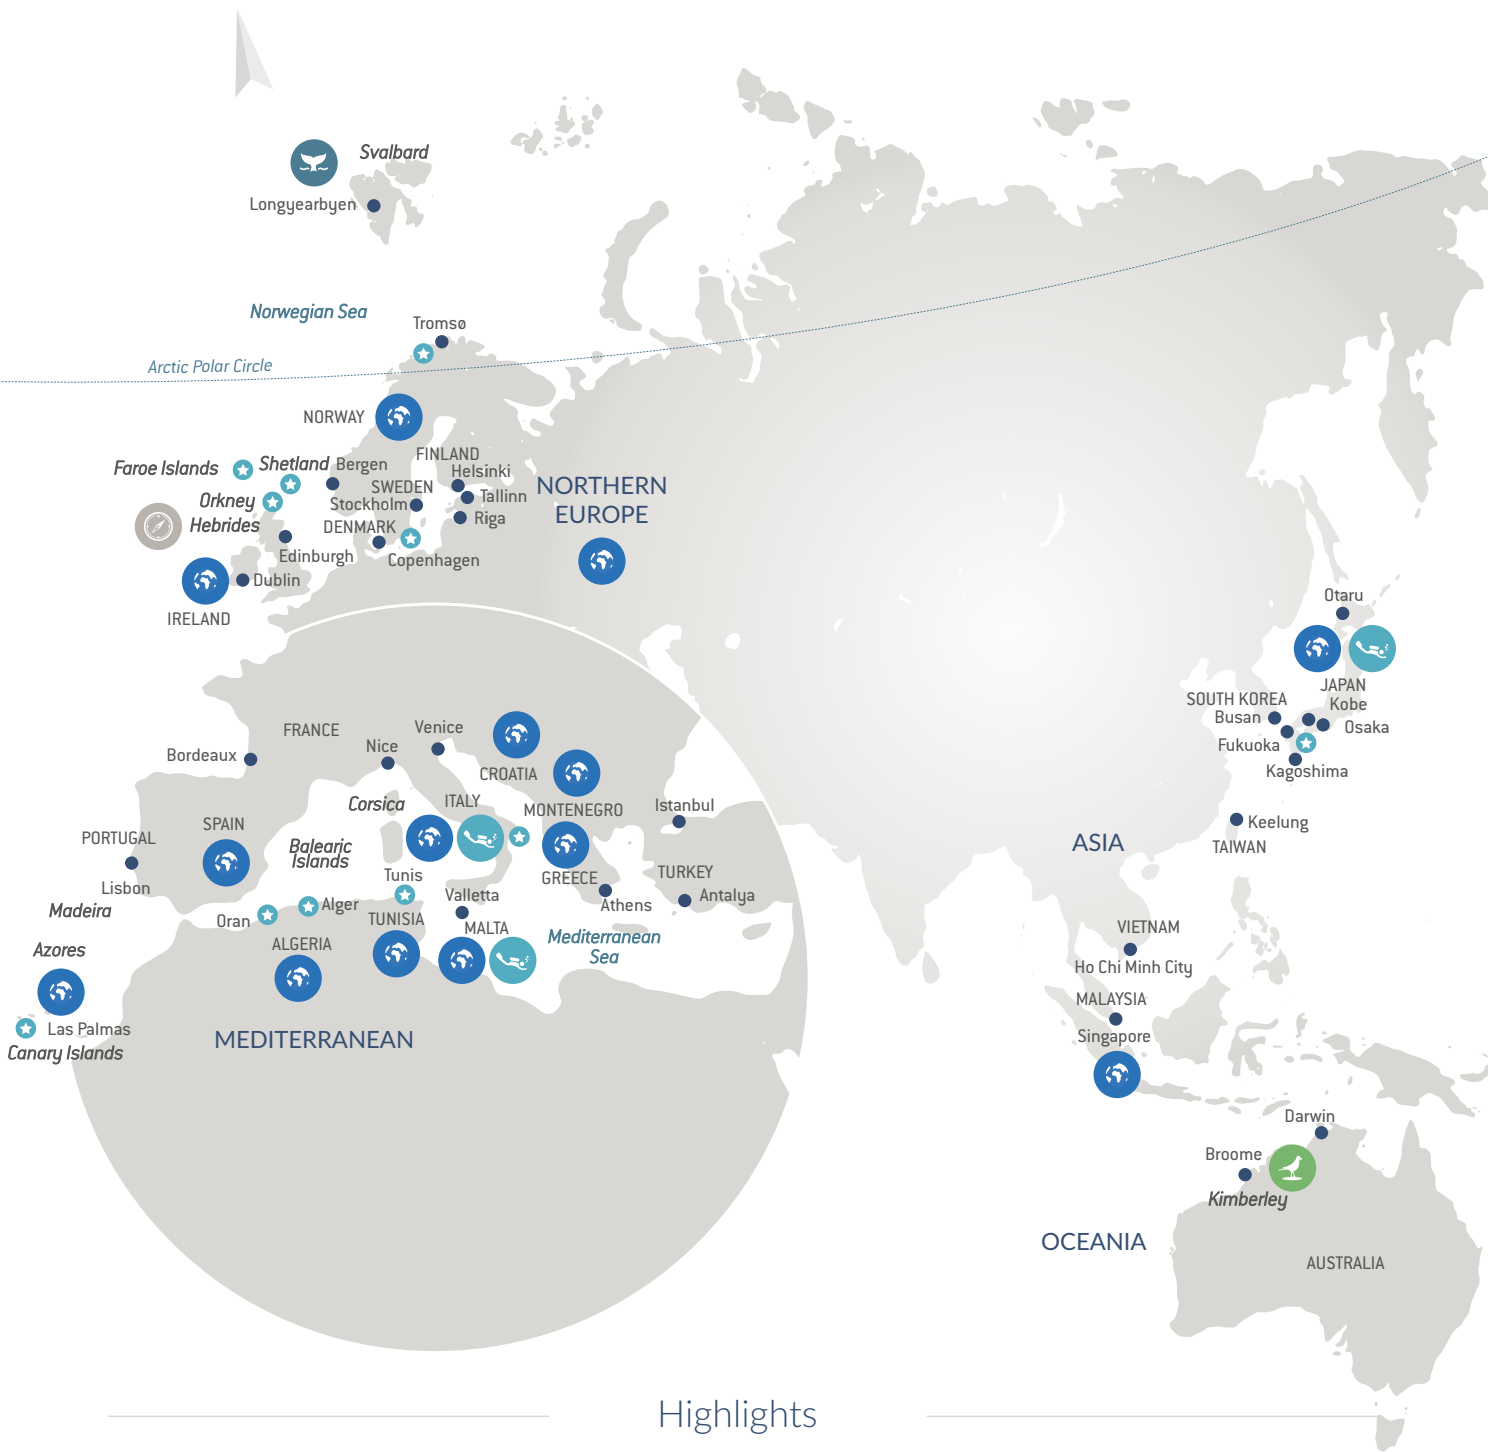 Svalbard
Longyearbyen
Norwegian Sea
Tromsø
Arctic Polar Circle
NORWAY
FINLAND
Faroe Islands
Shetland
Bergen
Helsinki
SWEDEN
NORTHERN
EUROPE
Orkney
Stockholm
Tallinn
Hebrides
DENMARK
Riga
Edinburgh
Copenhagen
Dublin
IRELAND
Otaru
JAPAN
SOUTH KOREA
Kobe
Busan
Osaka
Fukuoka
Kagoshima
FRANCE
Venice
Bordeaux
Nice
CROATIA
Corsica
ITALY
MONTENEGRO
Istanbul
PORTUGAL
SPAIN
Balearic
Islands
Keelung
ASIA
TAIWAN
Lisbon
Tunis
GREECE
TURKEY
Madeira
Valletta
Athens
Antalya
Oran
Alger
TUNISIA
MALTA
VIETNAM
Azores
ALGERIA
Mediterranean
Sea
Ho Chi Minh City
MALAYSIA
Las Palmas
Singapore
Canary Islands
MEDITERRANEAN
Darwin
Broome
Kimberley
OCEANIA
AUSTRALIA
Highlights